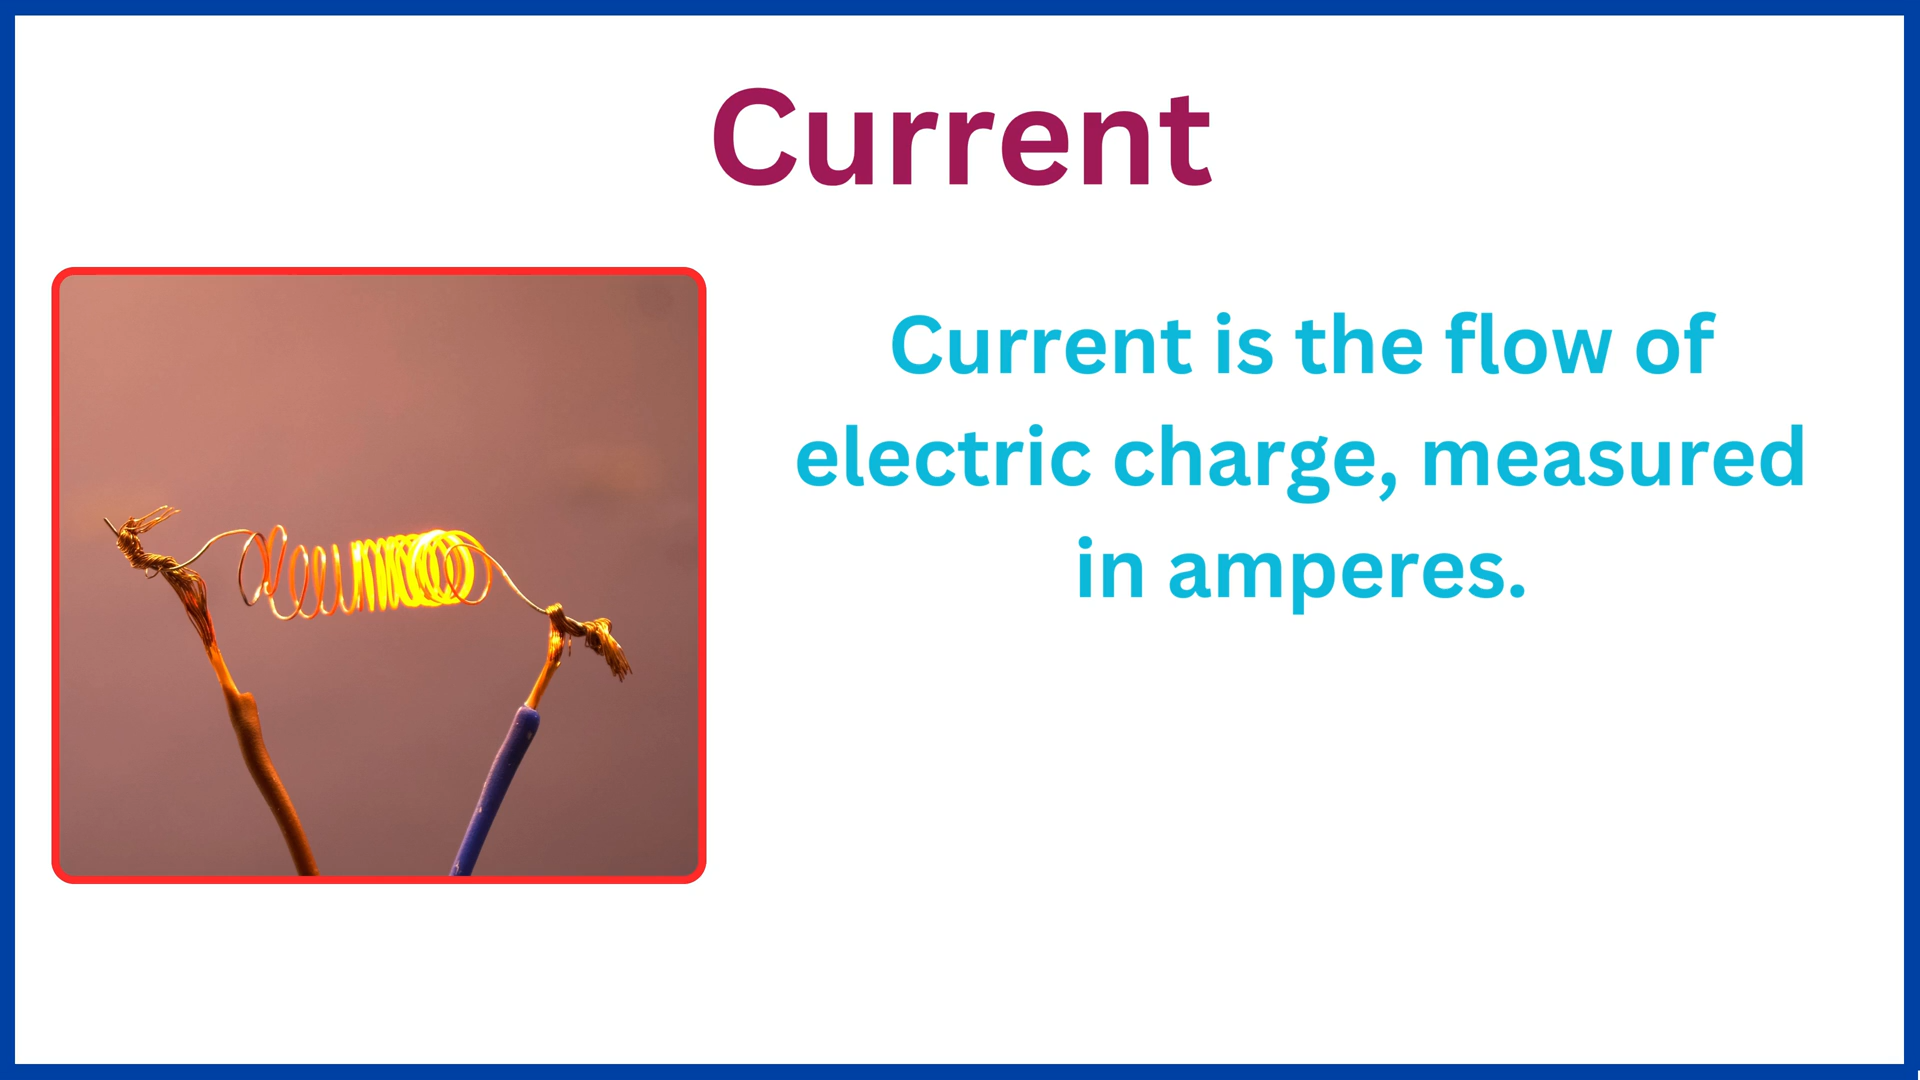 Current
Current is the flow of
electric charge, measured
in amperes.